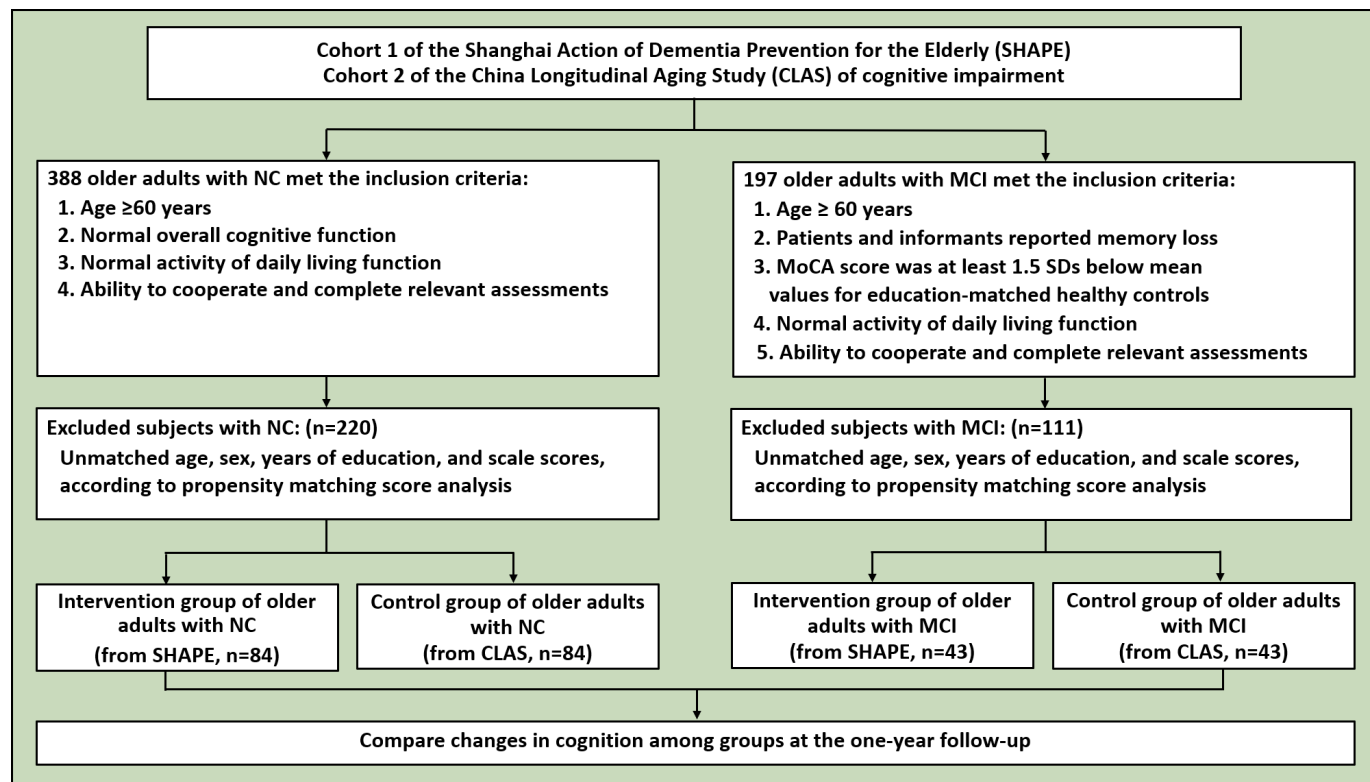 Cohort 1 of the Shanghai Action of Dementia Prevention for the Elderly (SHAPE)
Cohort 2 of the China Longitudinal Aging Study (CLAS) of cognitive impairment
388 older adults with NC met the inclusion criteria:
1. Age ≥60 years
2. Normal overall cognitive function
3. Normal activity of daily living function
4. Ability to cooperate and complete relevant assessments
197 older adults with MCI met the inclusion criteria:
1. Age ≥ 60 years
2. Patients and informants reported memory loss
3. MoCA score was at least 1.5 SDs below mean
values for education-matched healthy controls
4. Normal activity of daily living function
5. Ability to cooperate and complete relevant assessments
Excluded subjects with NC: (n=220)
Unmatched age, sex, years of education, and scale scores,
according to propensity matching score analysis
Excluded subjects with MCI: (n=111)
Unmatched age, sex, years of education, and scale scores,
according to propensity matching score analysis
Intervention group of older
adults with NC
(from SHAPE, n=84)
Control group of older adults
with NC
(from CLAS, n=84)
Intervention group of older
adults with MCI
(from SHAPE, n=43)
Control group of older adults
with MCI
(from CLAS, n=43)
Compare changes in cognition among groups at the one-year follow-up